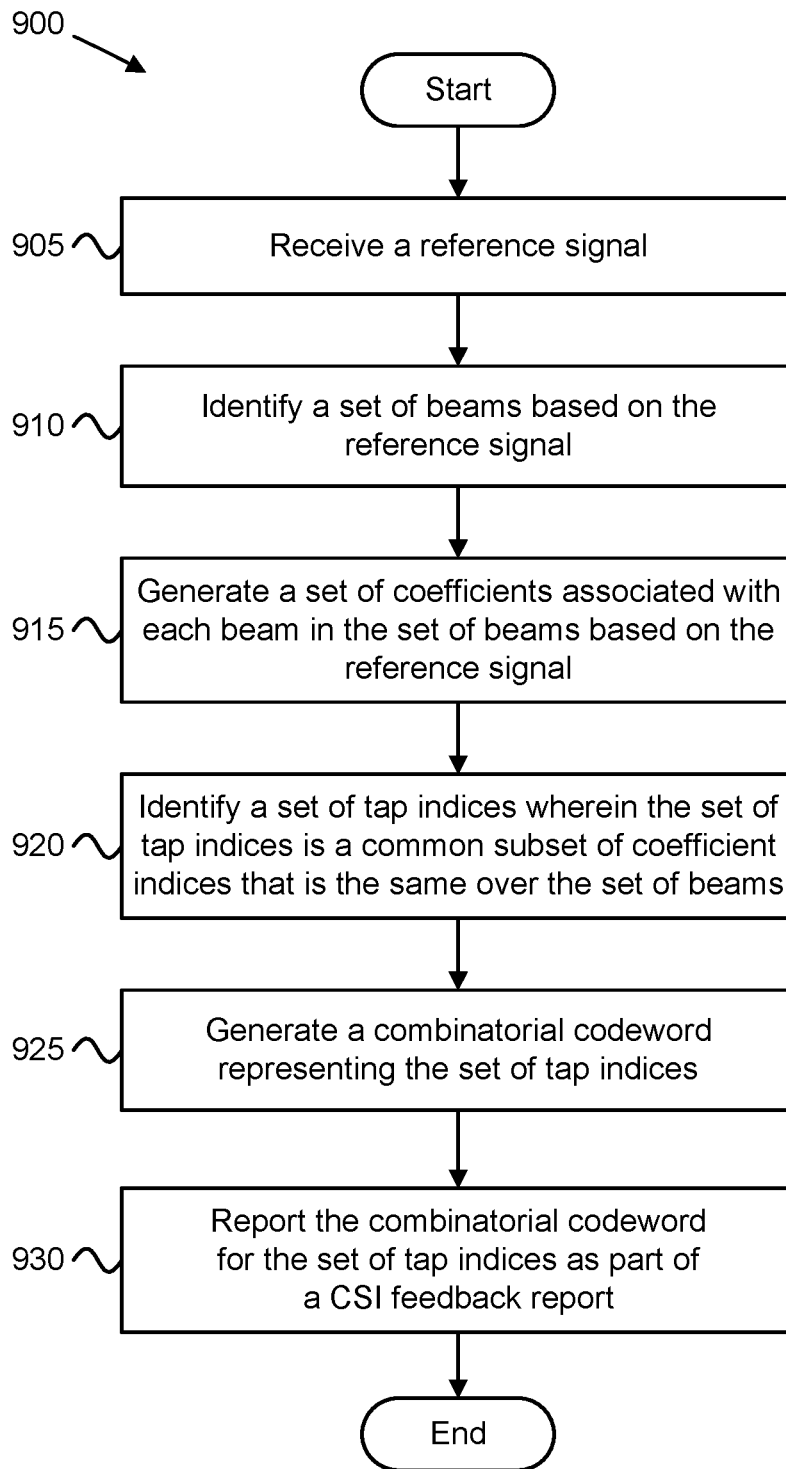 900
Start
905
Receive a reference signal
910
Identify a set of beams based on the
reference signal
915
Generate a set of coefficients associated with
each beam in the set of beams based on the
reference signal
920
Identify a set of tap indices wherein the set of
tap indices is a common subset of coefficient
indices that is the same over the set of beams
925
Generate a combinatorial codeword
representing the set of tap indices
930
Report the combinatorial codeword
for the set of tap indices as part of
a CSI feedback report
End